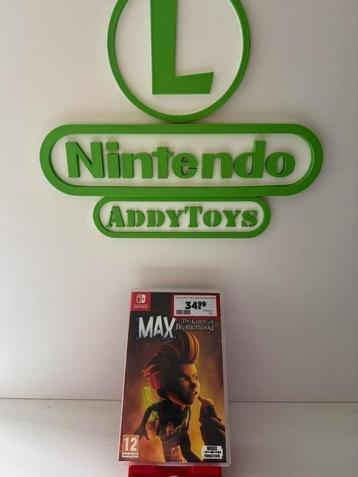 L
Nintendo
ADDYTOYS
34.99
MAX
The Curse of
Brotherhood
12